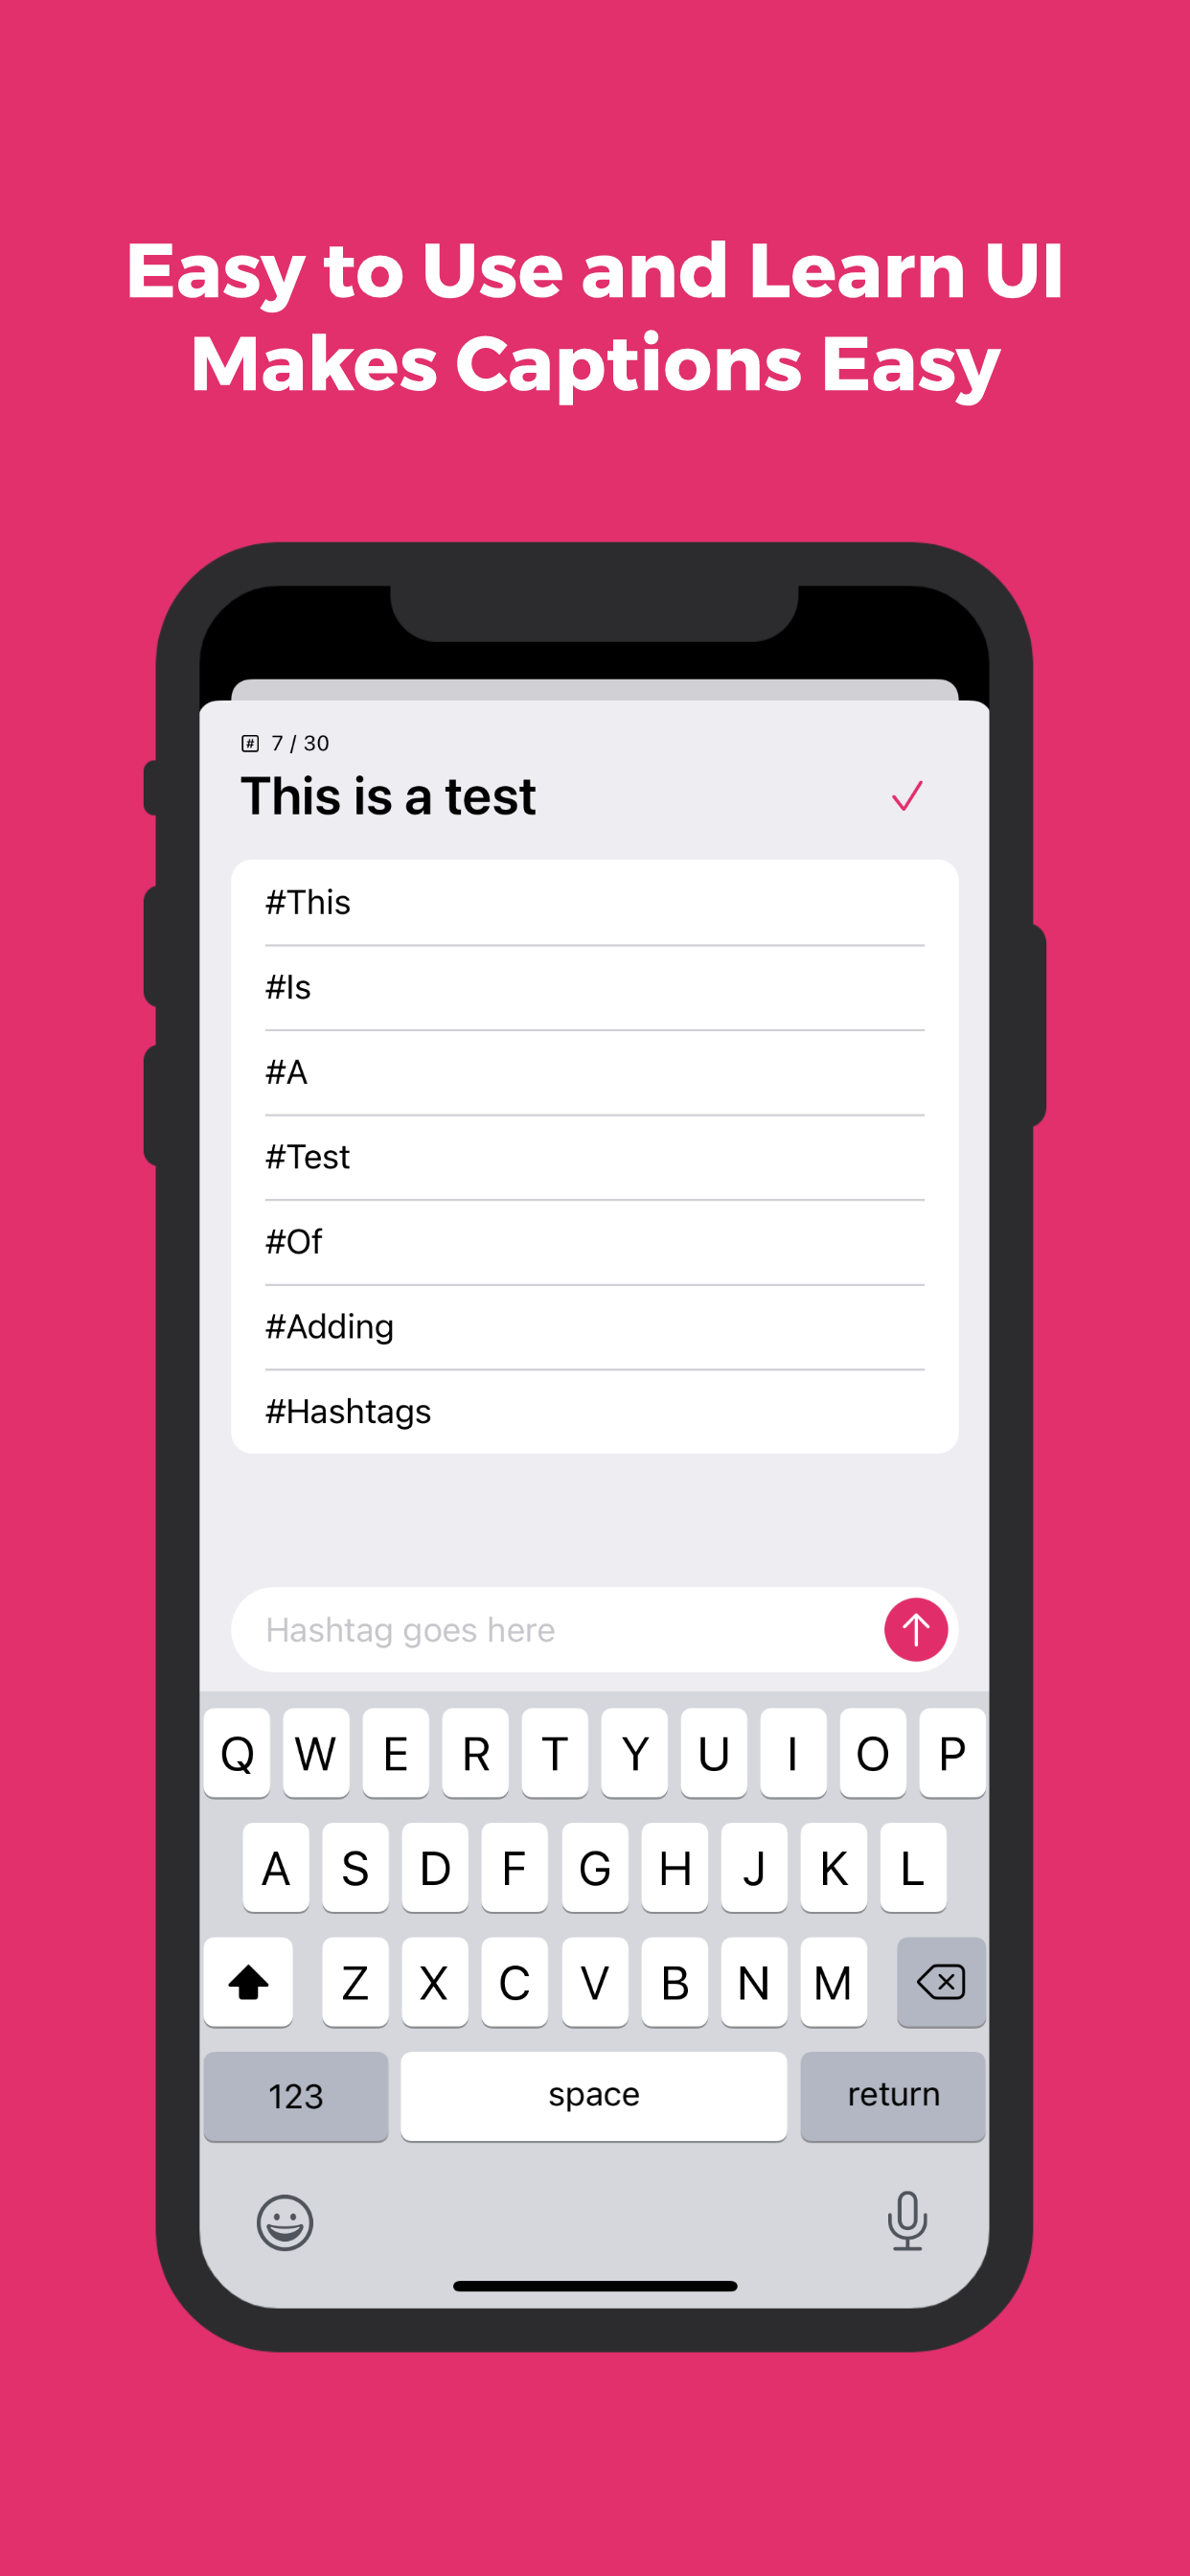 Easy to Use and Learn UI
Makes Captions Easy
# 7 / 30
This is a test
#This
#Is
#A
#Test
#Of
#Adding
#Hashtags
Hashtag goes here
Q W E R T Y U I O P
A S D F G H J K L
Z X C V B N M
123 space return